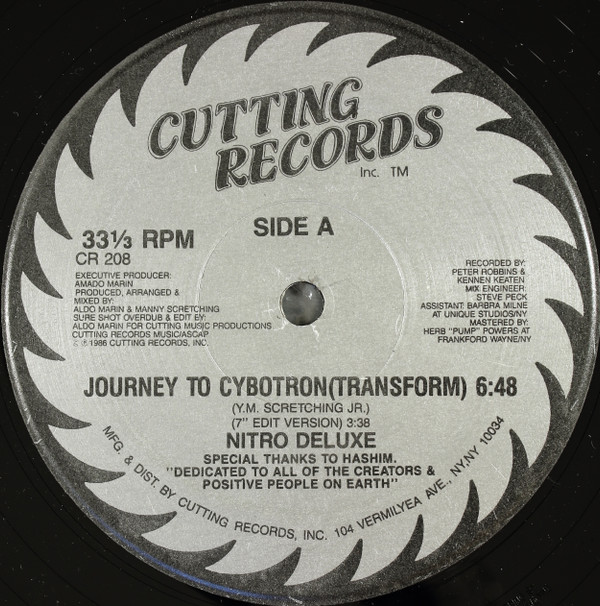 CUTTING
RECORDS
Inc. TM
SIDE A
33⅓ RPM
CR 208
EXECUTIVE PRODUCER:
AMADO MARIN
PRODUCED, ARRANGED &
MIXED BY:
ALDO MARIN & MANNY SCRETCHING
SURE SHOT OVERDUB & EDIT BY:
ALDO MARIN FOR CUTTING MUSIC PRODUCTIONS
CUTTING RECORDS MUSIC/ASCAP
© ℗ 1986 CUTTING RECORDS, INC.
RECORDED BY:
PETER ROBBINS &
KENNEN KEATEN
MIX ENGINEER:
STEVE PECK
ASSISTANT: BARBRA MILNE
AT UNIQUE STUDIOS/NY
MASTERED BY:
HERB "PUMP" POWERS AT
FRANKFORD WAYNE/NY
JOURNEY TO CYBOTRON(TRANSFORM) 6:48
(Y.M. SCRETCHING JR.)
(7" EDIT VERSION) 3:38
NITRO DELUXE
SPECIAL THANKS TO HASHIM.
"DEDICATED TO ALL OF THE CREATORS &
POSITIVE PEOPLE ON EARTH"
MFG. & DIST. BY CUTTING RECORDS, INC. 104 VERMILYEA AVE., NY,NY 10034